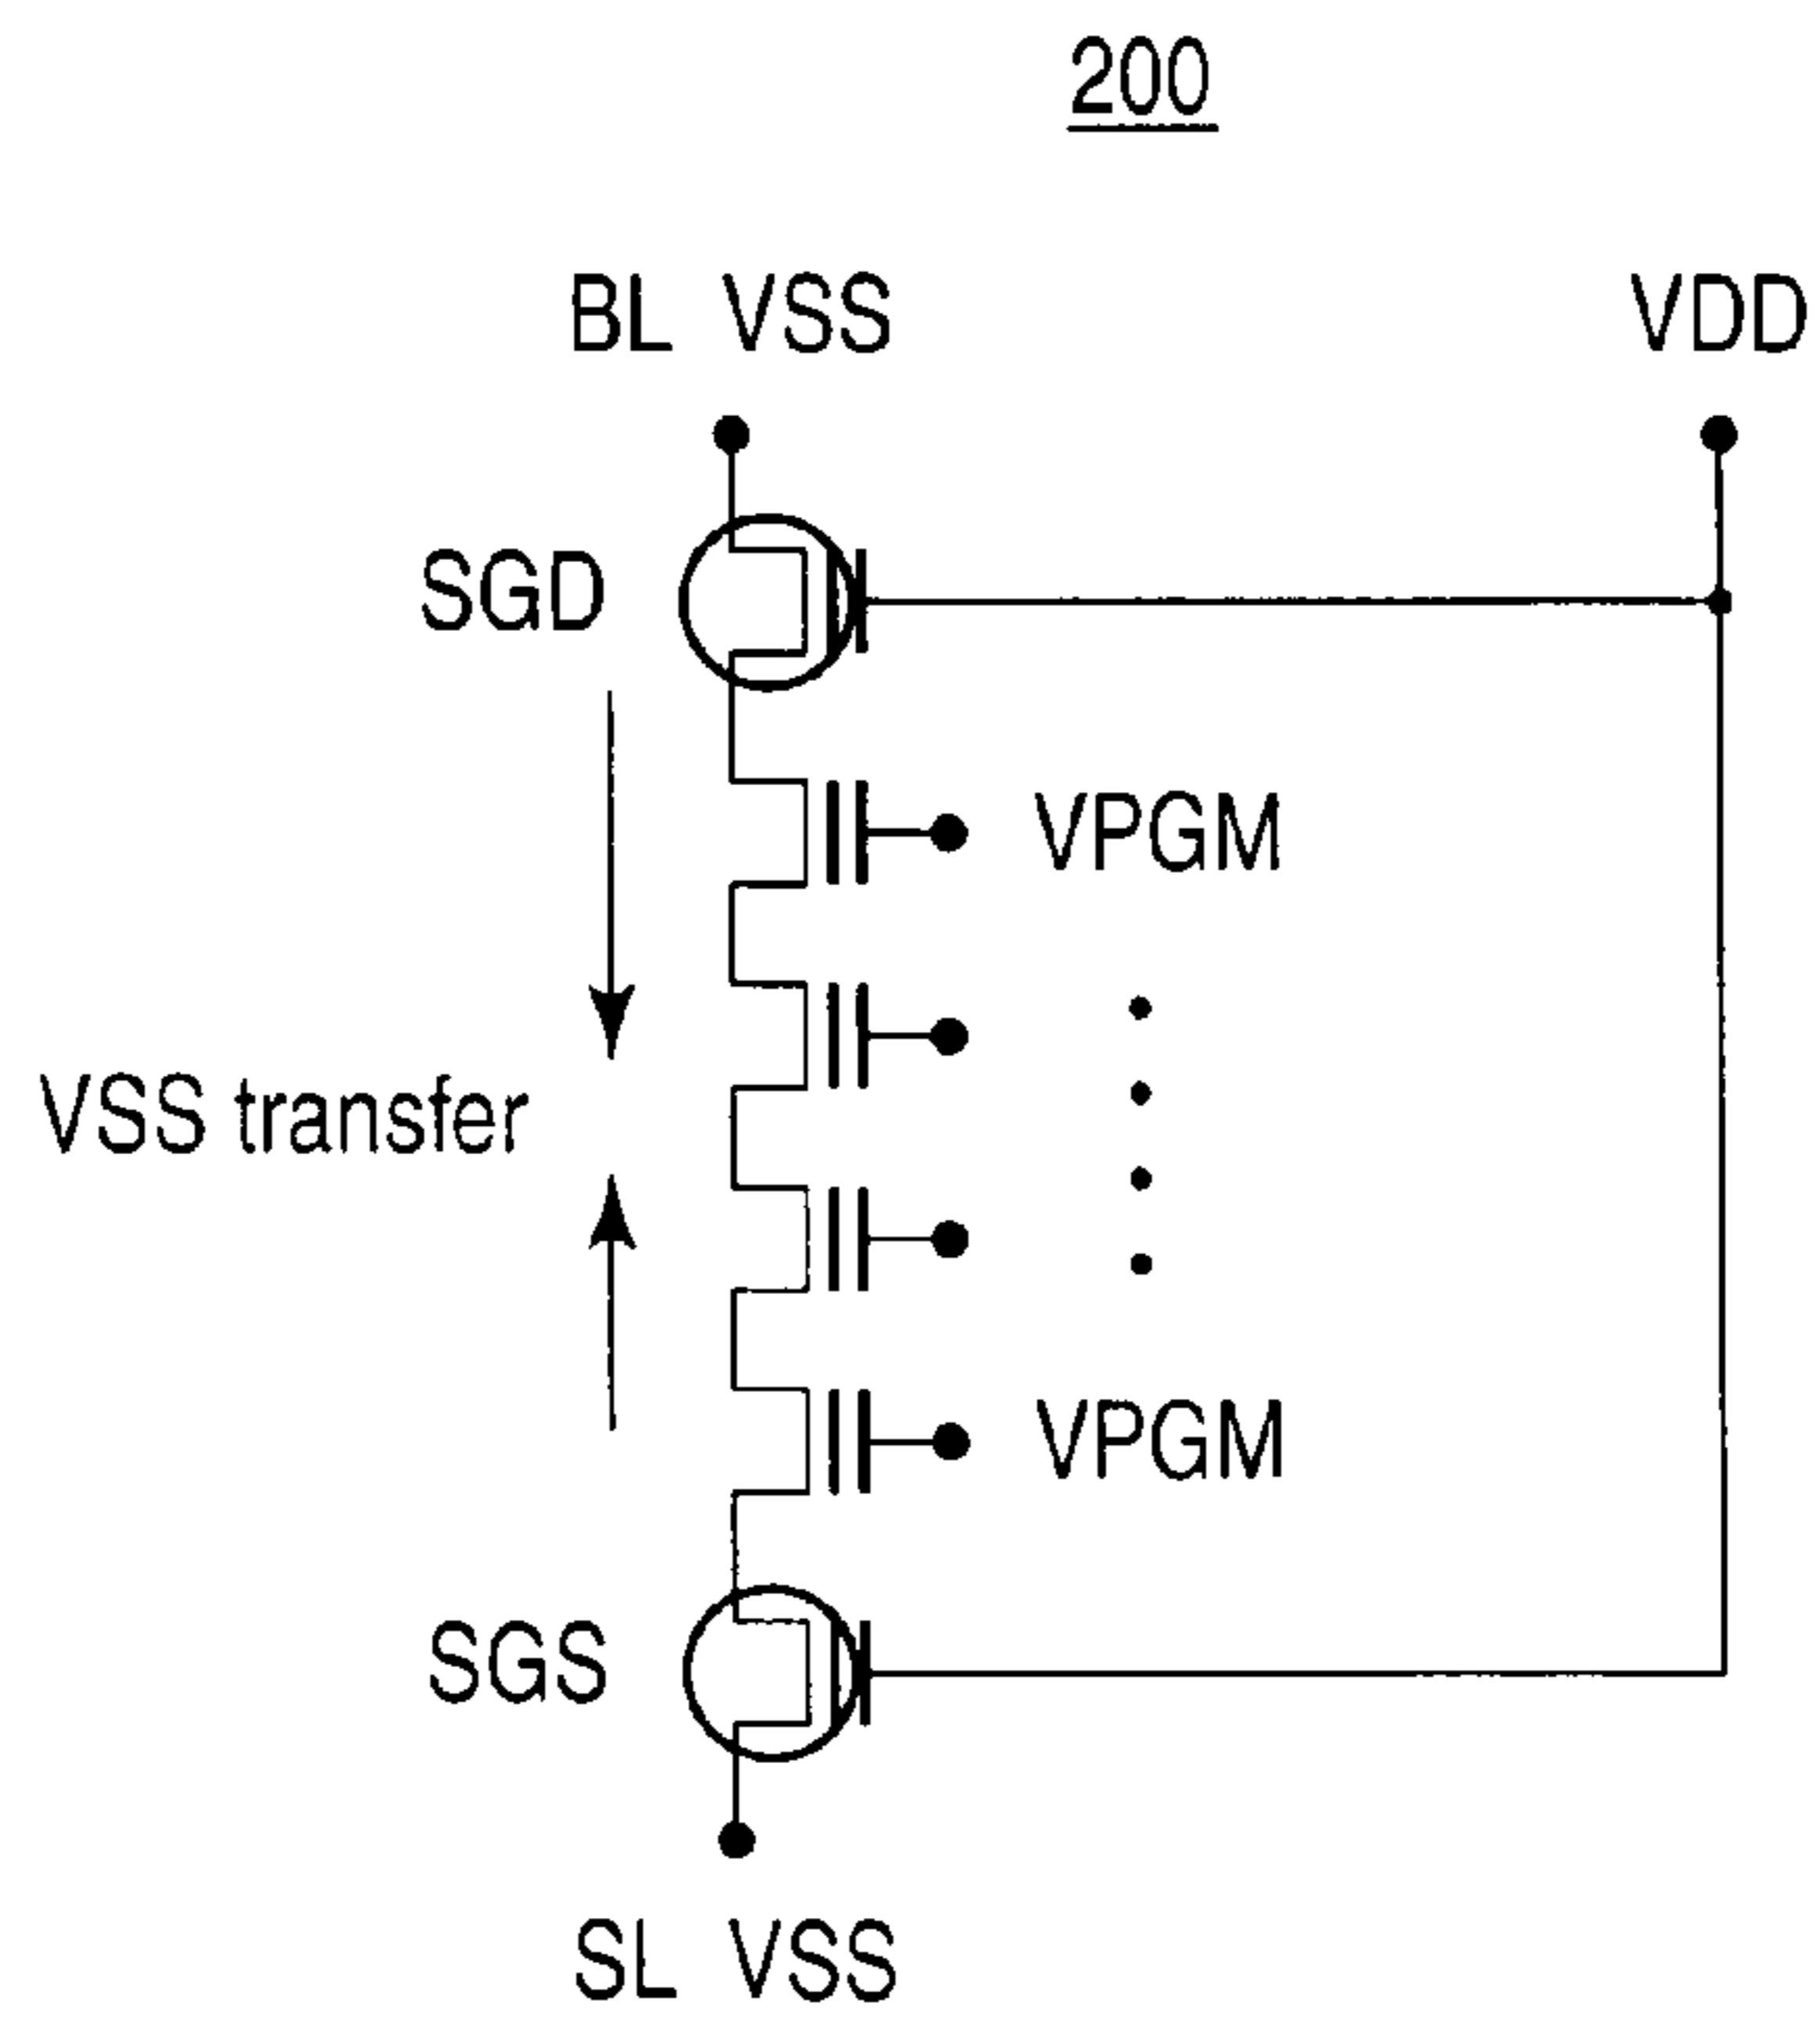 200
BL VSS
VDD
SGD
VPGM
VSS transfer
VPGM
SGS
SL VSS